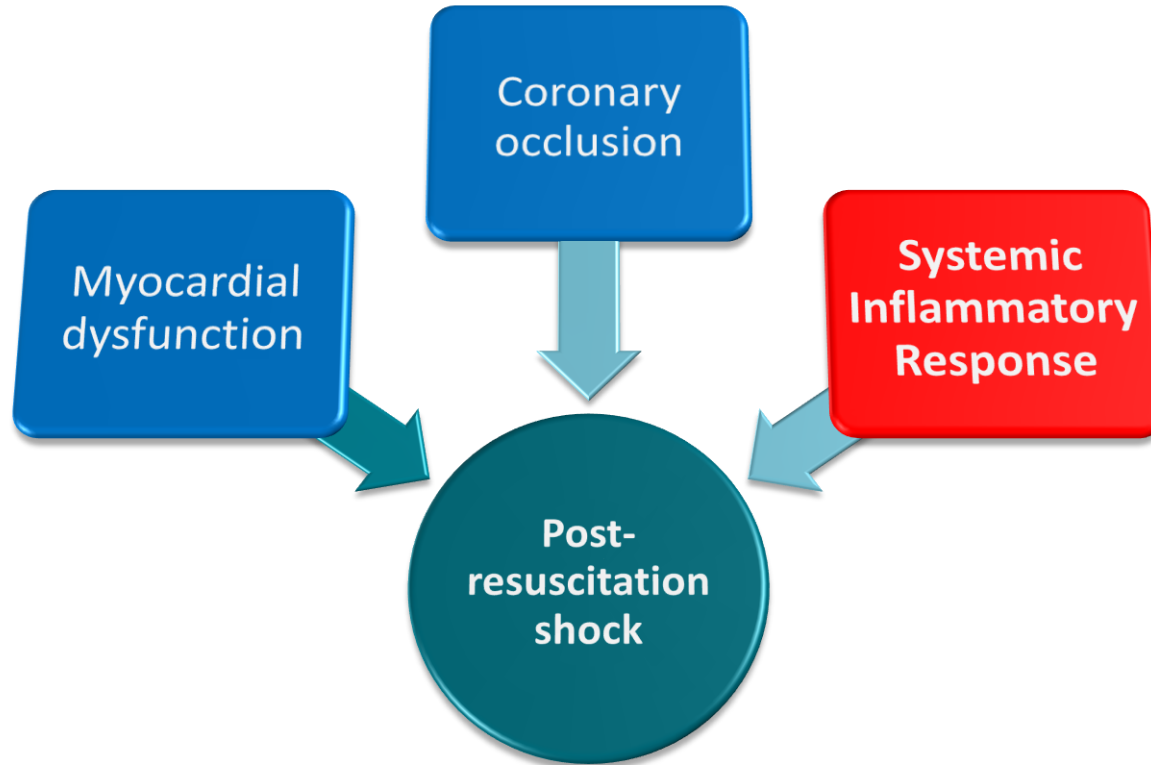 Coronary
occlusion
Myocardial
dysfunction
Systemic
Inflammatory
Response
Post-
resuscitation
shock